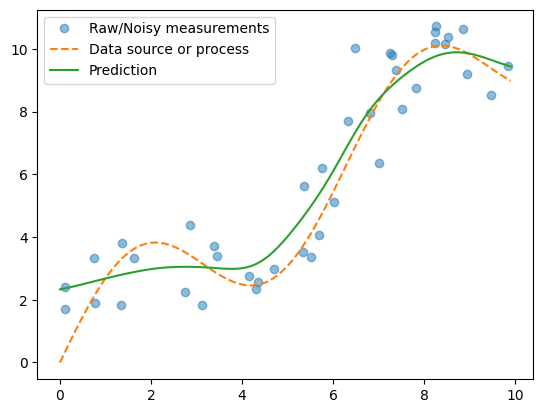 Raw/Noisy measurements
Data source or process
Prediction
10
8
6
4
2
0
0 2 4 6 8 10